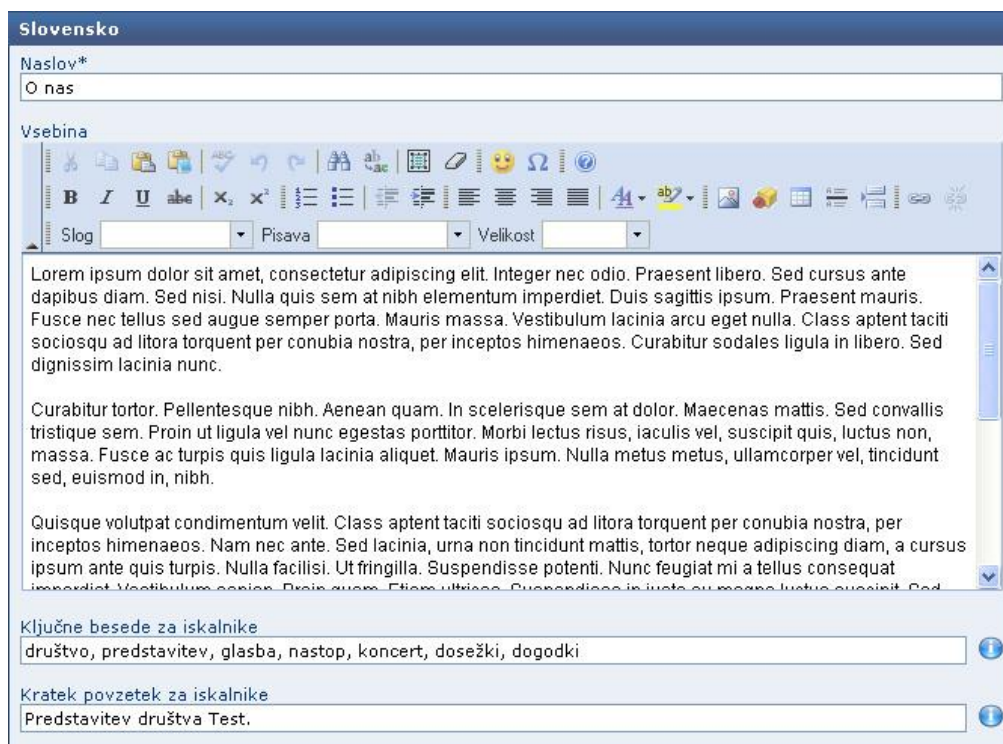 Slovensko
Naslov*
O nas
Vsebina
Slog Pisava Velikost
Lorem ipsum dolor sit amet, consectetur adipiscing elit. Integer nec odio. Praesent libero. Sed cursus ante
dapibus diam. Sed nisi. Nulla quis sem at nibh elementum imperdiet. Duis sagittis ipsum. Praesent mauris.
Fusce nec tellus sed augue semper porta. Mauris massa. Vestibulum lacinia arcu eget nulla. Class aptent taciti
sociosqu ad litora torquent per conubia nostra, per inceptos himenaeos. Curabitur sodales ligula in libero. Sed
dignissim lacinia nunc.
Curabitur tortor. Pellentesque nibh. Aenean quam. In scelerisque sem at dolor. Maecenas mattis. Sed convallis
tristique sem. Proin ut ligula vel nunc egestas porttitor. Morbi lectus risus, iaculis vel, suscipit quis, luctus non,
massa. Fusce ac turpis quis ligula lacinia aliquet. Mauris ipsum. Nulla metus metus, ullamcorper vel, tincidunt
sed, euismod in, nibh.
Quisque volutpat condimentum velit. Class aptent taciti sociosqu ad litora torquent per conubia nostra, per
inceptos himenaeos. Nam nec ante. Sed lacinia, urna non tincidunt mattis, tortor neque adipiscing diam, a cursus
ipsum ante quis turpis. Nulla facilisi. Ut fringilla. Suspendisse potenti. Nunc feugiat mi a tellus consequat
Ključne besede za iskalnike
društvo, predstavitev, glasba, nastop, koncert, dosežki, dogodki
Kratek povzetek za iskalnike
Predstavitev društva Test.